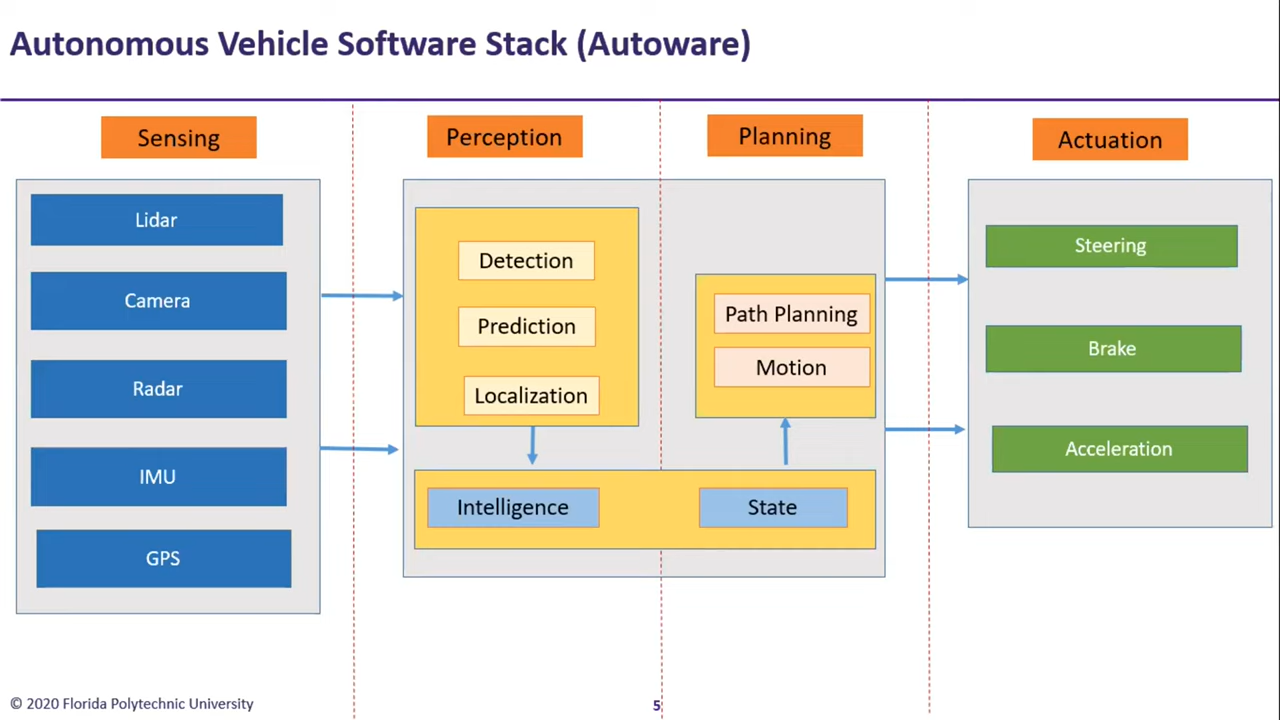 Autonomous Vehicle Software Stack (Autoware)
Sensing
Perception
Planning
Actuation
Lidar
Camera
Radar
IMU
GPS
Detection
Prediction
Localization
Intelligence
State
Path Planning
Motion
Steering
Brake
Acceleration
© 2020 Florida Polytechnic University
5